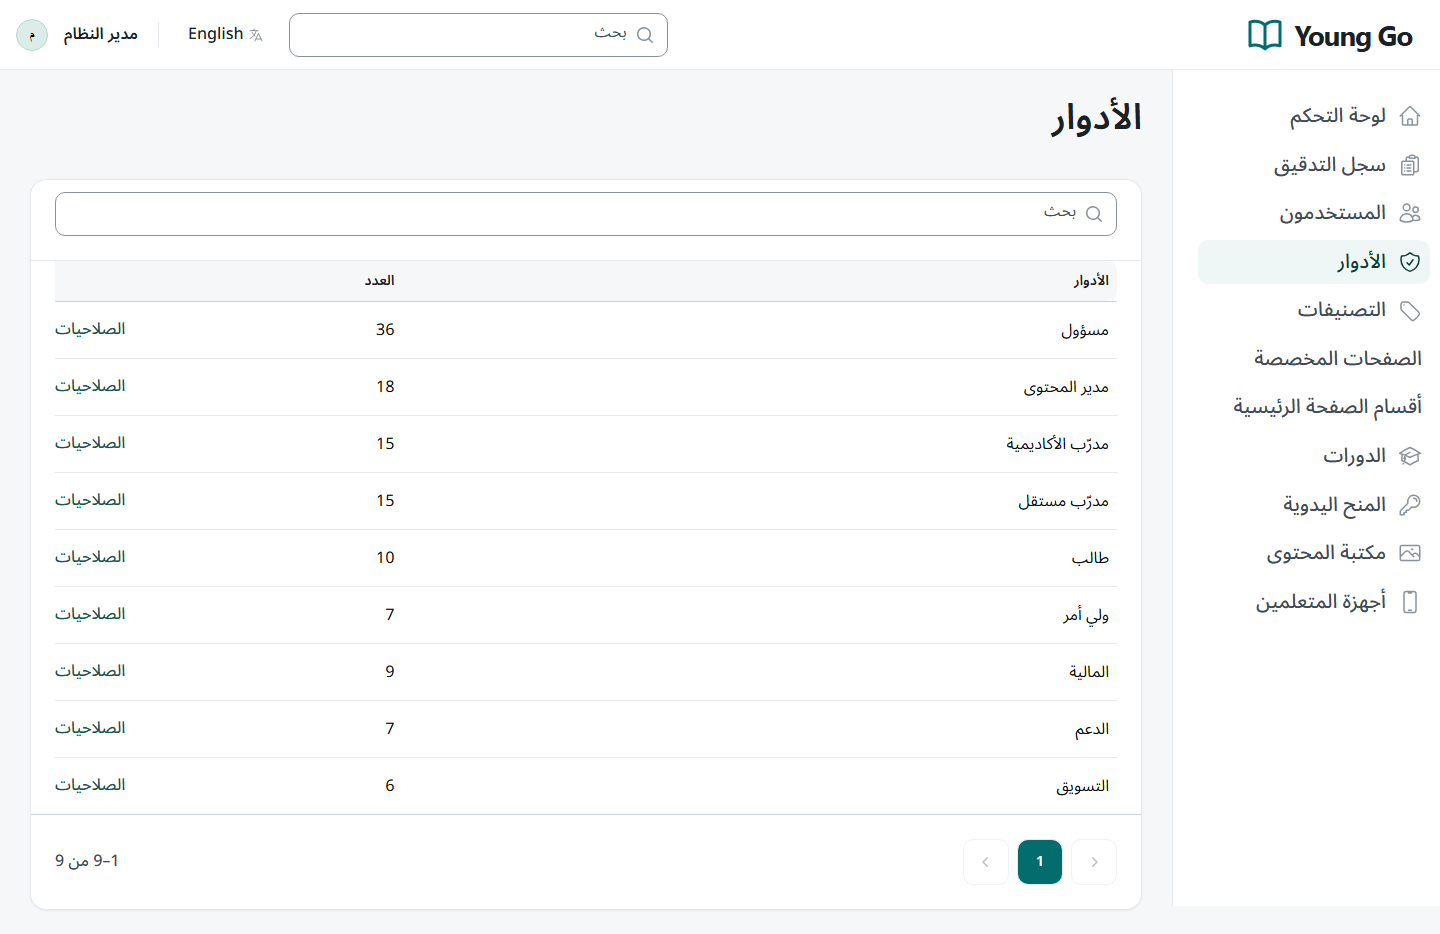 Young Go
بحث
English
مدير النظام
م
لوحة التحكم
سجل التدقيق
المستخدمون
الأدوار
التصنيفات
الصفحات المخصصة
أقسام الصفحة الرئيسية
الدورات
المنح اليدوية
مكتبة المحتوى
أجهزة المتعلمين
الأدوار
بحث
الأدوار العدد
مسؤول 36 الصلاحيات
مدير المحتوى 18 الصلاحيات
مدرّب الأكاديمية 15 الصلاحيات
مدرّب مستقل 15 الصلاحيات
طالب 10 الصلاحيات
ولي أمر 7 الصلاحيات
المالية 9 الصلاحيات
الدعم 7 الصلاحيات
التسويق 6 الصلاحيات
1
1–9 من 9